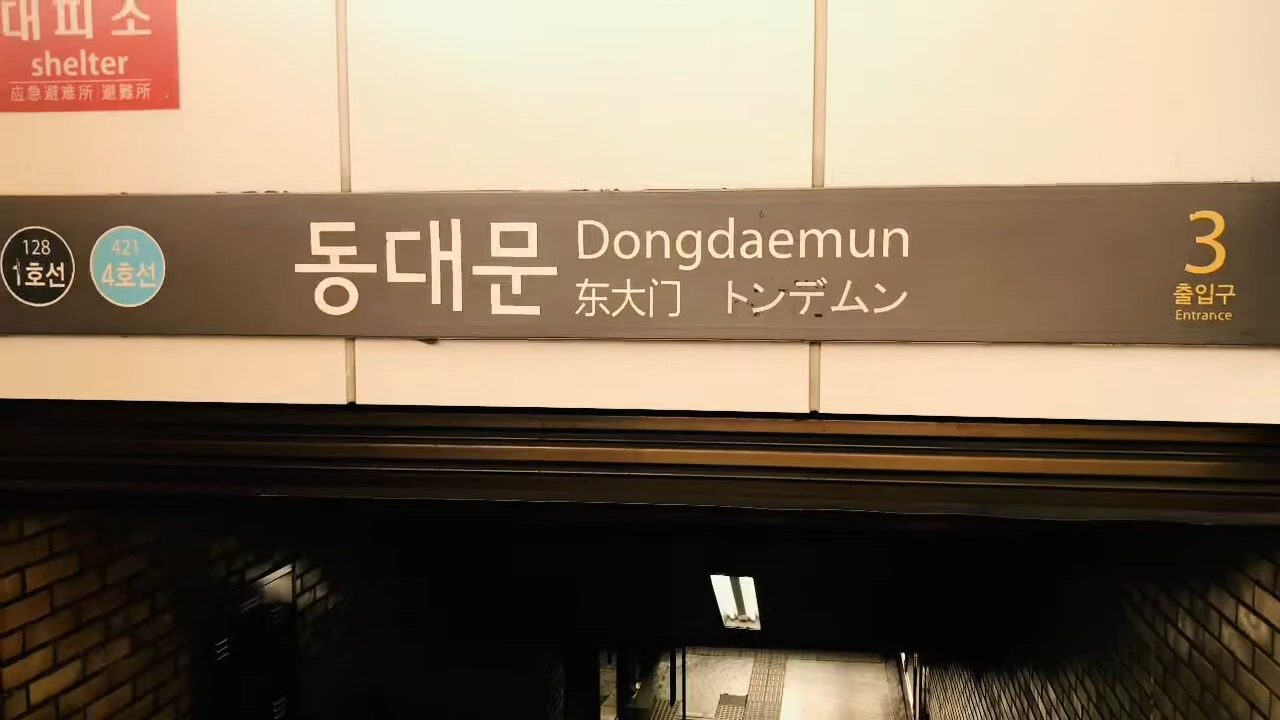 대피소
shelter
应急避难所 避難所
128
1호선
421
4호선
동대문
Dongdaemun
东大门 トンデムン
3
출입구
Entrance